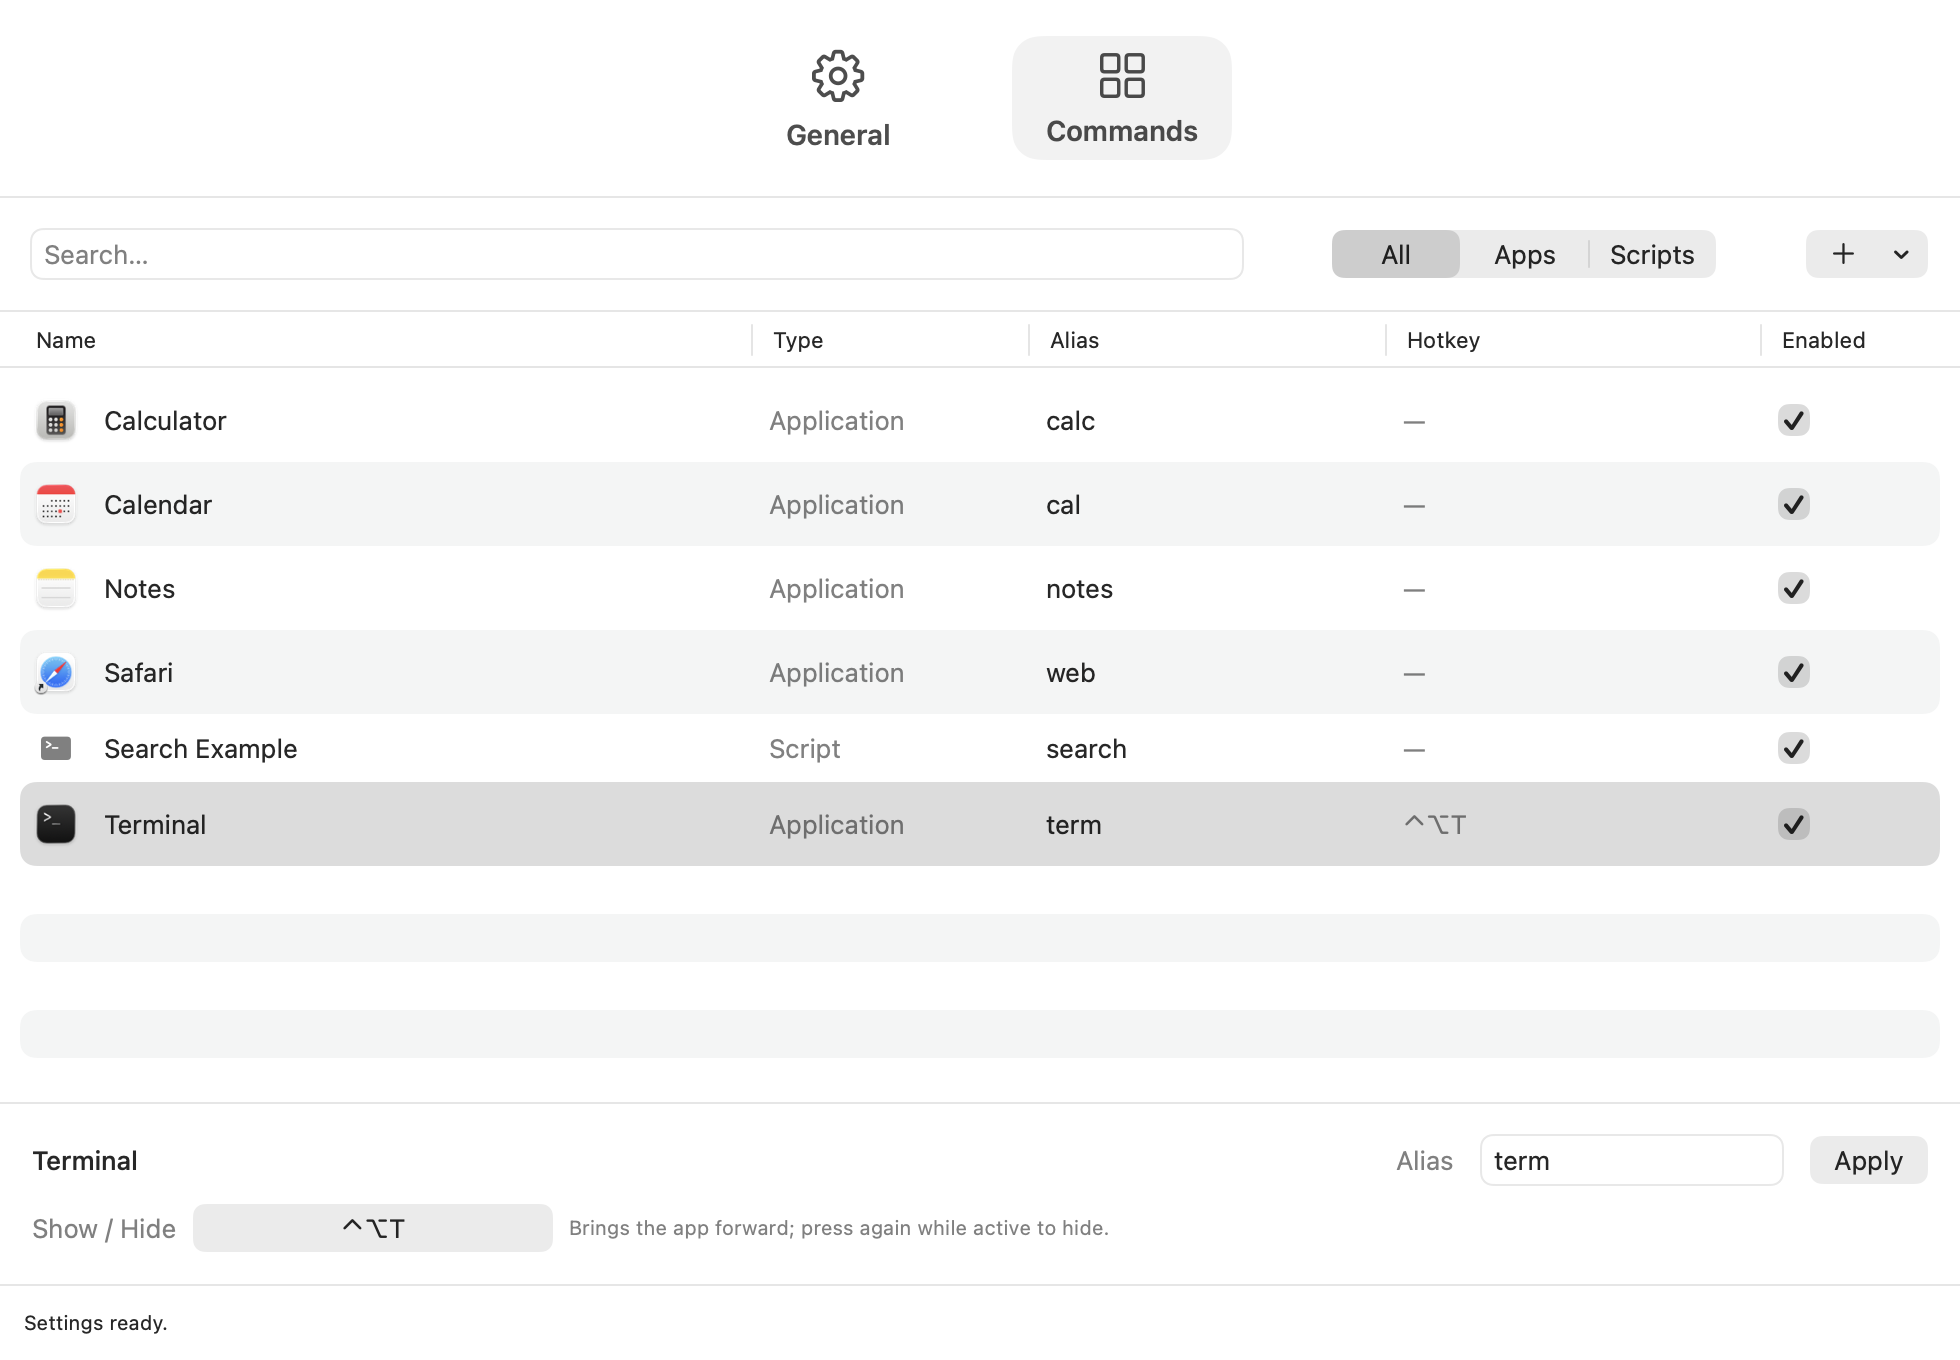 General
Commands
Search...
All Apps Scripts
Name Type Alias Hotkey Enabled
Calculator Application calc —
Calendar Application cal —
Notes Application notes —
Safari Application web —
Search Example Script search —
Terminal Application term ⌃⌥T
Terminal
Alias term Apply
Show / Hide ⌃⌥T Brings the app forward; press again while active to hide.
Settings ready.